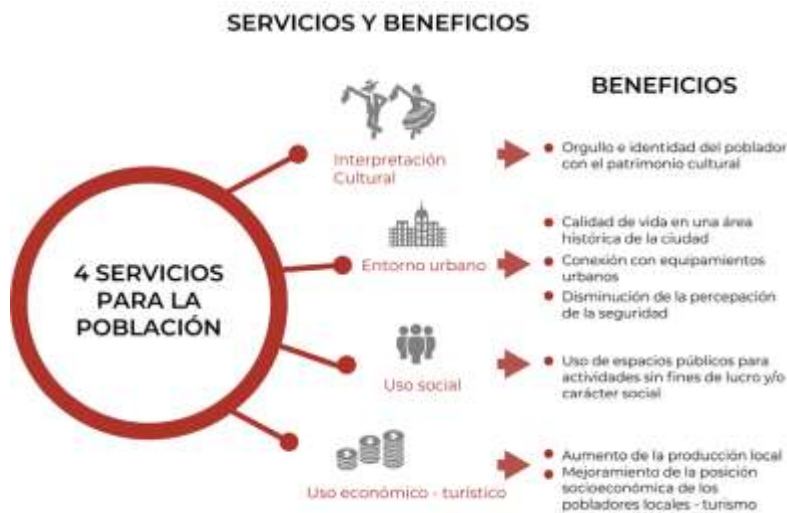 SERVICIOS Y BENEFICIOS
BENEFICIOS
4 SERVICIOS
PARA LA
POBLACIÓN
Interpretación
Cultural
Orgullo e identidad del poblador
con el patrimonio cultural
Entorno urbano
Calidad de vida en una área
histórica de la ciudad
Conexión con equipamientos
urbanos
Disminución de la percepación
de la seguridad
Uso social
Uso de espacios públicos para
actividades sin fines de lucro y/o
carácter social
Uso económico - turístico
Aumento de la producción local
Mejoramiento de la posición
socioeconómica de los
pobladores locales - turismo